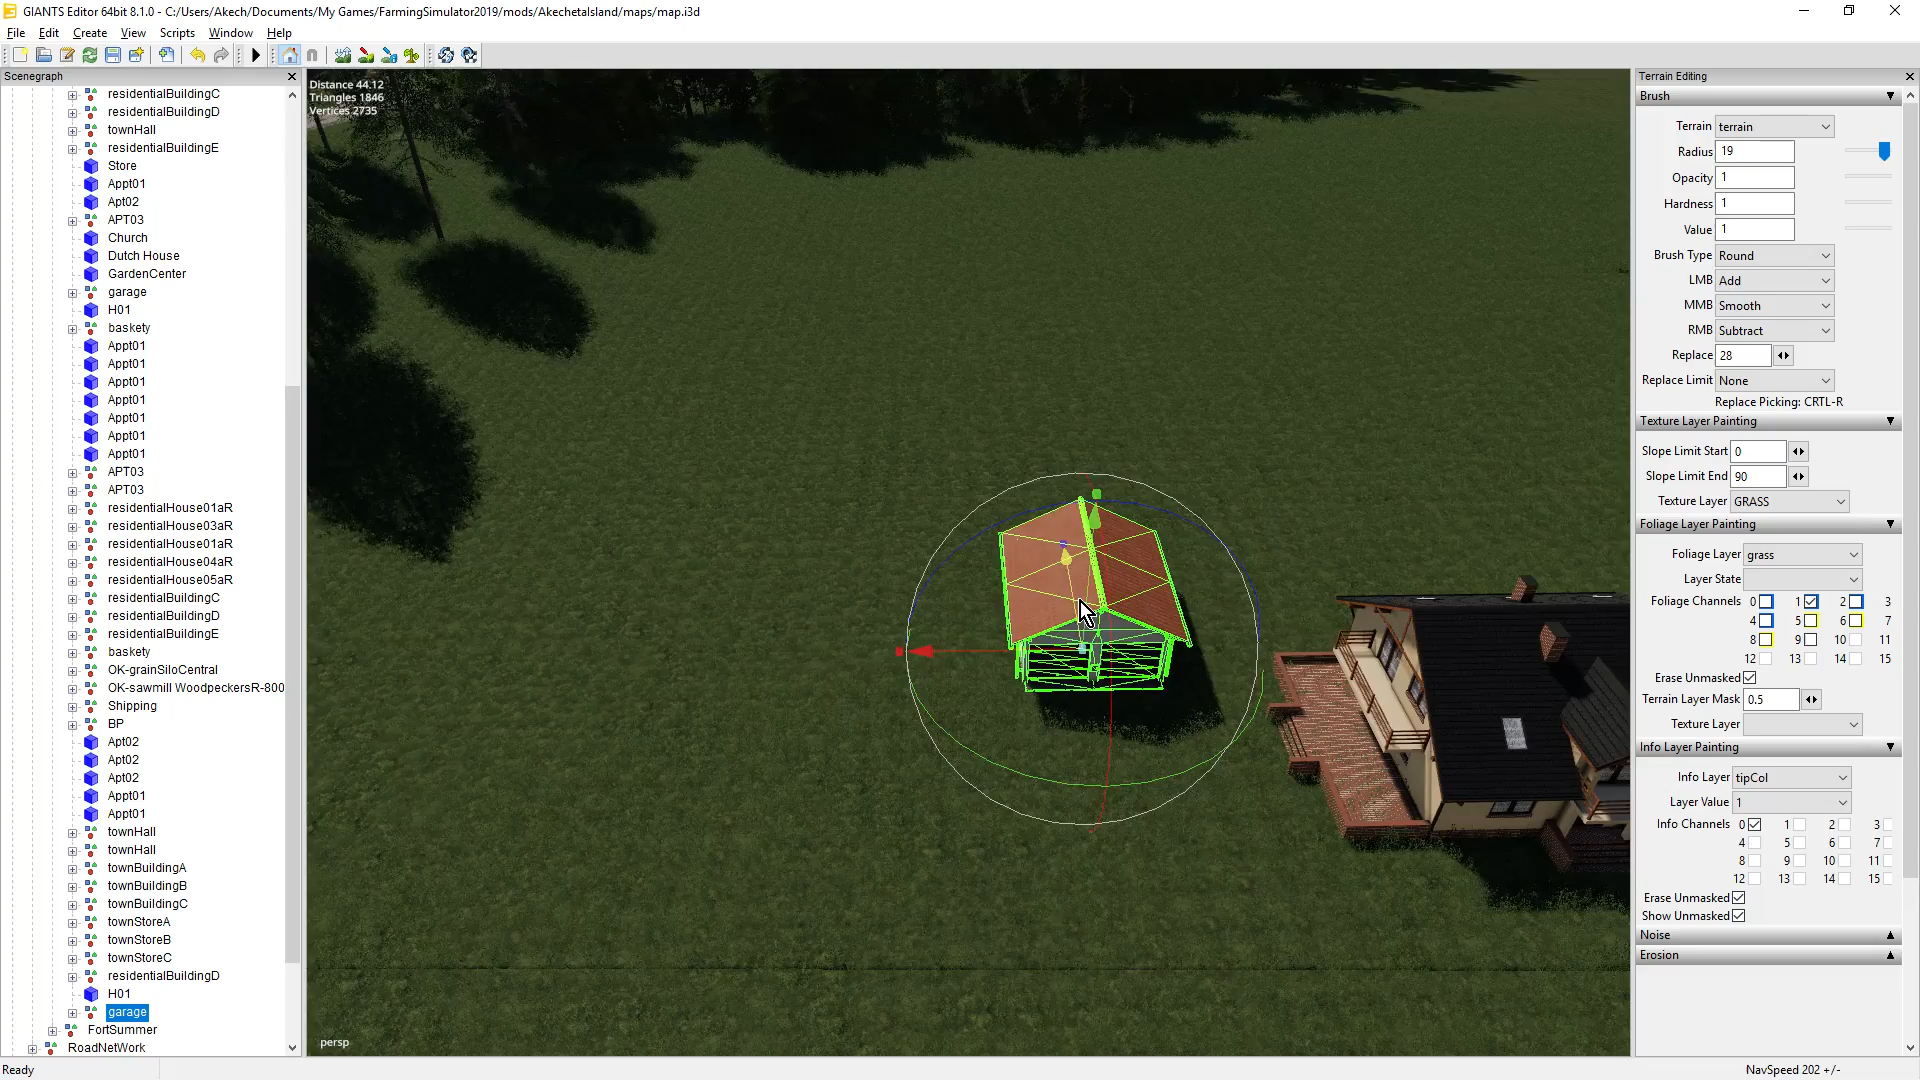 GIANTS Editor 64bit 8.1.0 - C:/Users/Akech/Documents/My Games/FarmingSimulator2019/mods/AkechetaIsland/maps/map.i3d
File Edit Create View Scripts Window Help
Scenegraph
residentialBuildingC
residentialBuildingD
townHall
residentialBuildingE
Store
Appt01
Apt02
APT03
Church
Dutch House
GardenCenter
garage
H01
baskety
Appt01
Appt01
Appt01
Appt01
Appt01
Appt01
Appt01
APT03
APT03
residentialHouse01aR
residentialHouse03aR
residentialHouse01aR
residentialHouse04aR
residentialHouse05aR
residentialBuildingC
residentialBuildingD
residentialBuildingE
baskety
OK-grainSiloCentral
OK-sawmill WoodpeckersR-800
Shipping
BP
Apt02
Apt02
Apt02
Appt01
Appt01
townHall
townHall
townBuildingA
townBuildingB
townBuildingC
townStoreA
townStoreB
townStoreC
residentialBuildingD
H01
garage
FortSummer
RoadNetWork
Distance 44.12
Triangles 1846
Vertices 2735
persp
Terrain Editing
Brush
Terrain terrain
Radius 19
Opacity 1
Hardness 1
Value 1
Brush Type Round
LMB Add
MMB Smooth
RMB Subtract
Replace 28
Replace Limit None
Replace Picking: CRTL-R
Texture Layer Painting
Slope Limit Start 0
Slope Limit End 90
Texture Layer GRASS
Foliage Layer Painting
Foliage Layer grass
Layer State
Foliage Channels 0 1 2 3
4 5 6 7
8 9 10 11
12 13 14 15
Erase Unmasked
Terrain Layer Mask 0.5
Texture Layer
Info Layer Painting
Info Layer tipCol
Layer Value 1
Info Channels 0 1 2 3
4 5 6 7
8 9 10 11
12 13 14 15
Erase Unmasked
Show Unmasked
Noise
Erosion
Ready
NavSpeed 202 +/-